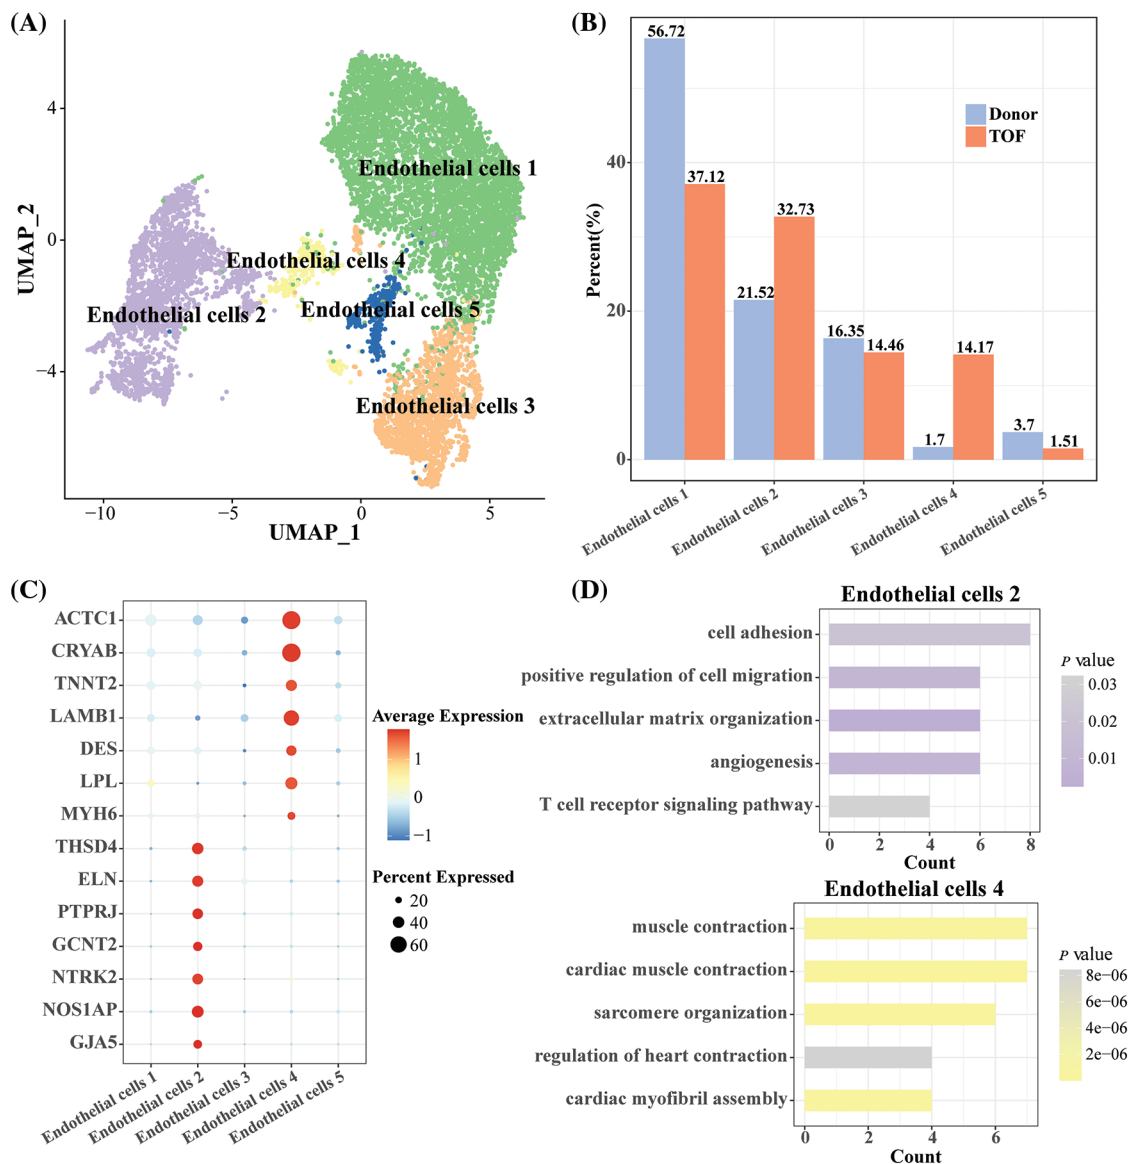 (A)
UMAP_2
4
0
−4
Endothelial cells 1
Endothelial cells 4
Endothelial cells 2
Endothelial cells 5
Endothelial cells 3
−10
−5
0
5
UMAP_1
(B)
Percent(%)
40
20
0
56.72
37.12
21.52
32.73
16.35
14.46
1.7
14.17
3.7
1.51
Donor
TOF
Endothelial cells 1
Endothelial cells 2
Endothelial cells 3
Endothelial cells 4
Endothelial cells 5
(C)
ACTC1
CRYAB
TNNT2
LAMB1
DES
LPL
MYH6
THSD4
ELN
PTPRJ
GCNT2
NTRK2
NOS1AP
GJA5
Endothelial cells 1
Endothelial cells 2
Endothelial cells 3
Endothelial cells 4
Endothelial cells 5
Average Expression
1
0
−1
Percent Expressed
20
40
60
(D)
Endothelial cells 2
cell adhesion
positive regulation of cell migration
extracellular matrix organization
angiogenesis
T cell receptor signaling pathway
0
2
4
6
8
Count
P value
0.03
0.02
0.01
Endothelial cells 4
muscle contraction
cardiac muscle contraction
sarcomere organization
regulation of heart contraction
cardiac myofibril assembly
0
2
4
6
Count
P value
8e−06
6e−06
4e−06
2e−06